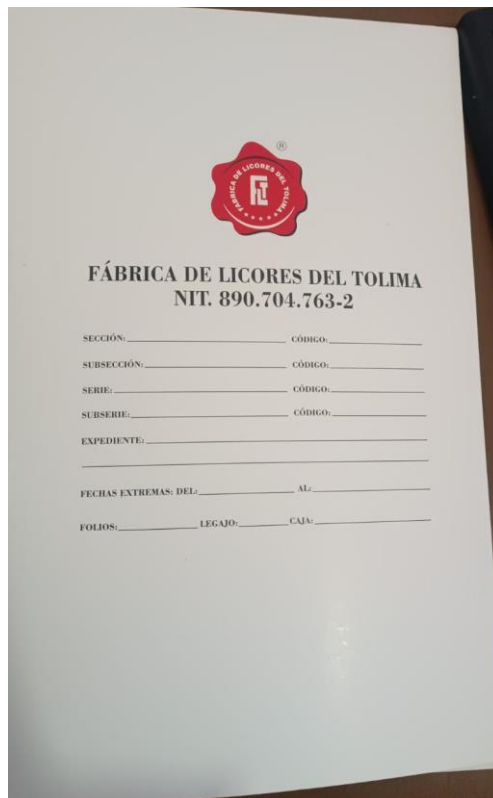 ®
FÁBRICA DE LICORES DEL TOLIMA
FLT
FÁBRICA DE LICORES DEL TOLIMA
NIT. 890.704.763-2
SECCIÓN: CÓDIGO:
SUBSECCIÓN: CÓDIGO:
SERIE: CÓDIGO:
SUBSERIE: CÓDIGO:
EXPEDIENTE:
FECHAS EXTREMAS: DEL: AL:
FOLIOS: LEGAJO: CAJA: